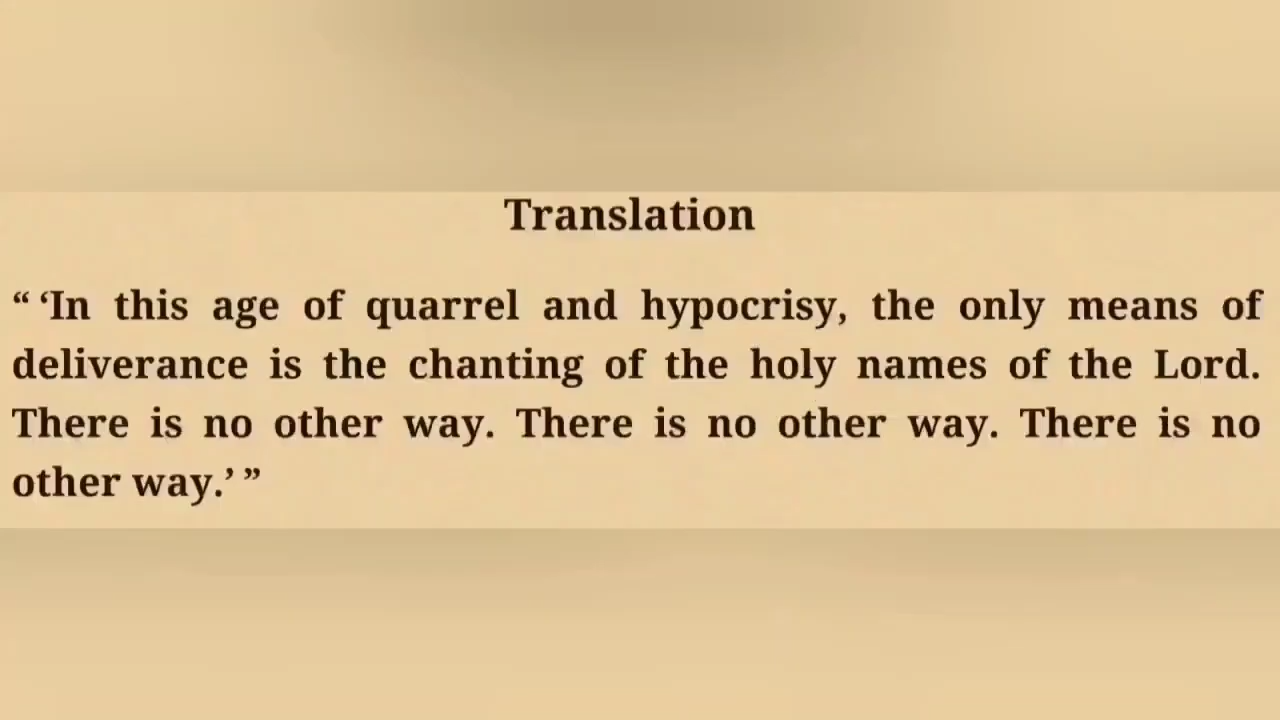 Translation
“ ‘In this age of quarrel and hypocrisy, the only means of
deliverance is the chanting of the holy names of the Lord.
There is no other way. There is no other way. There is no
other way.’ ”